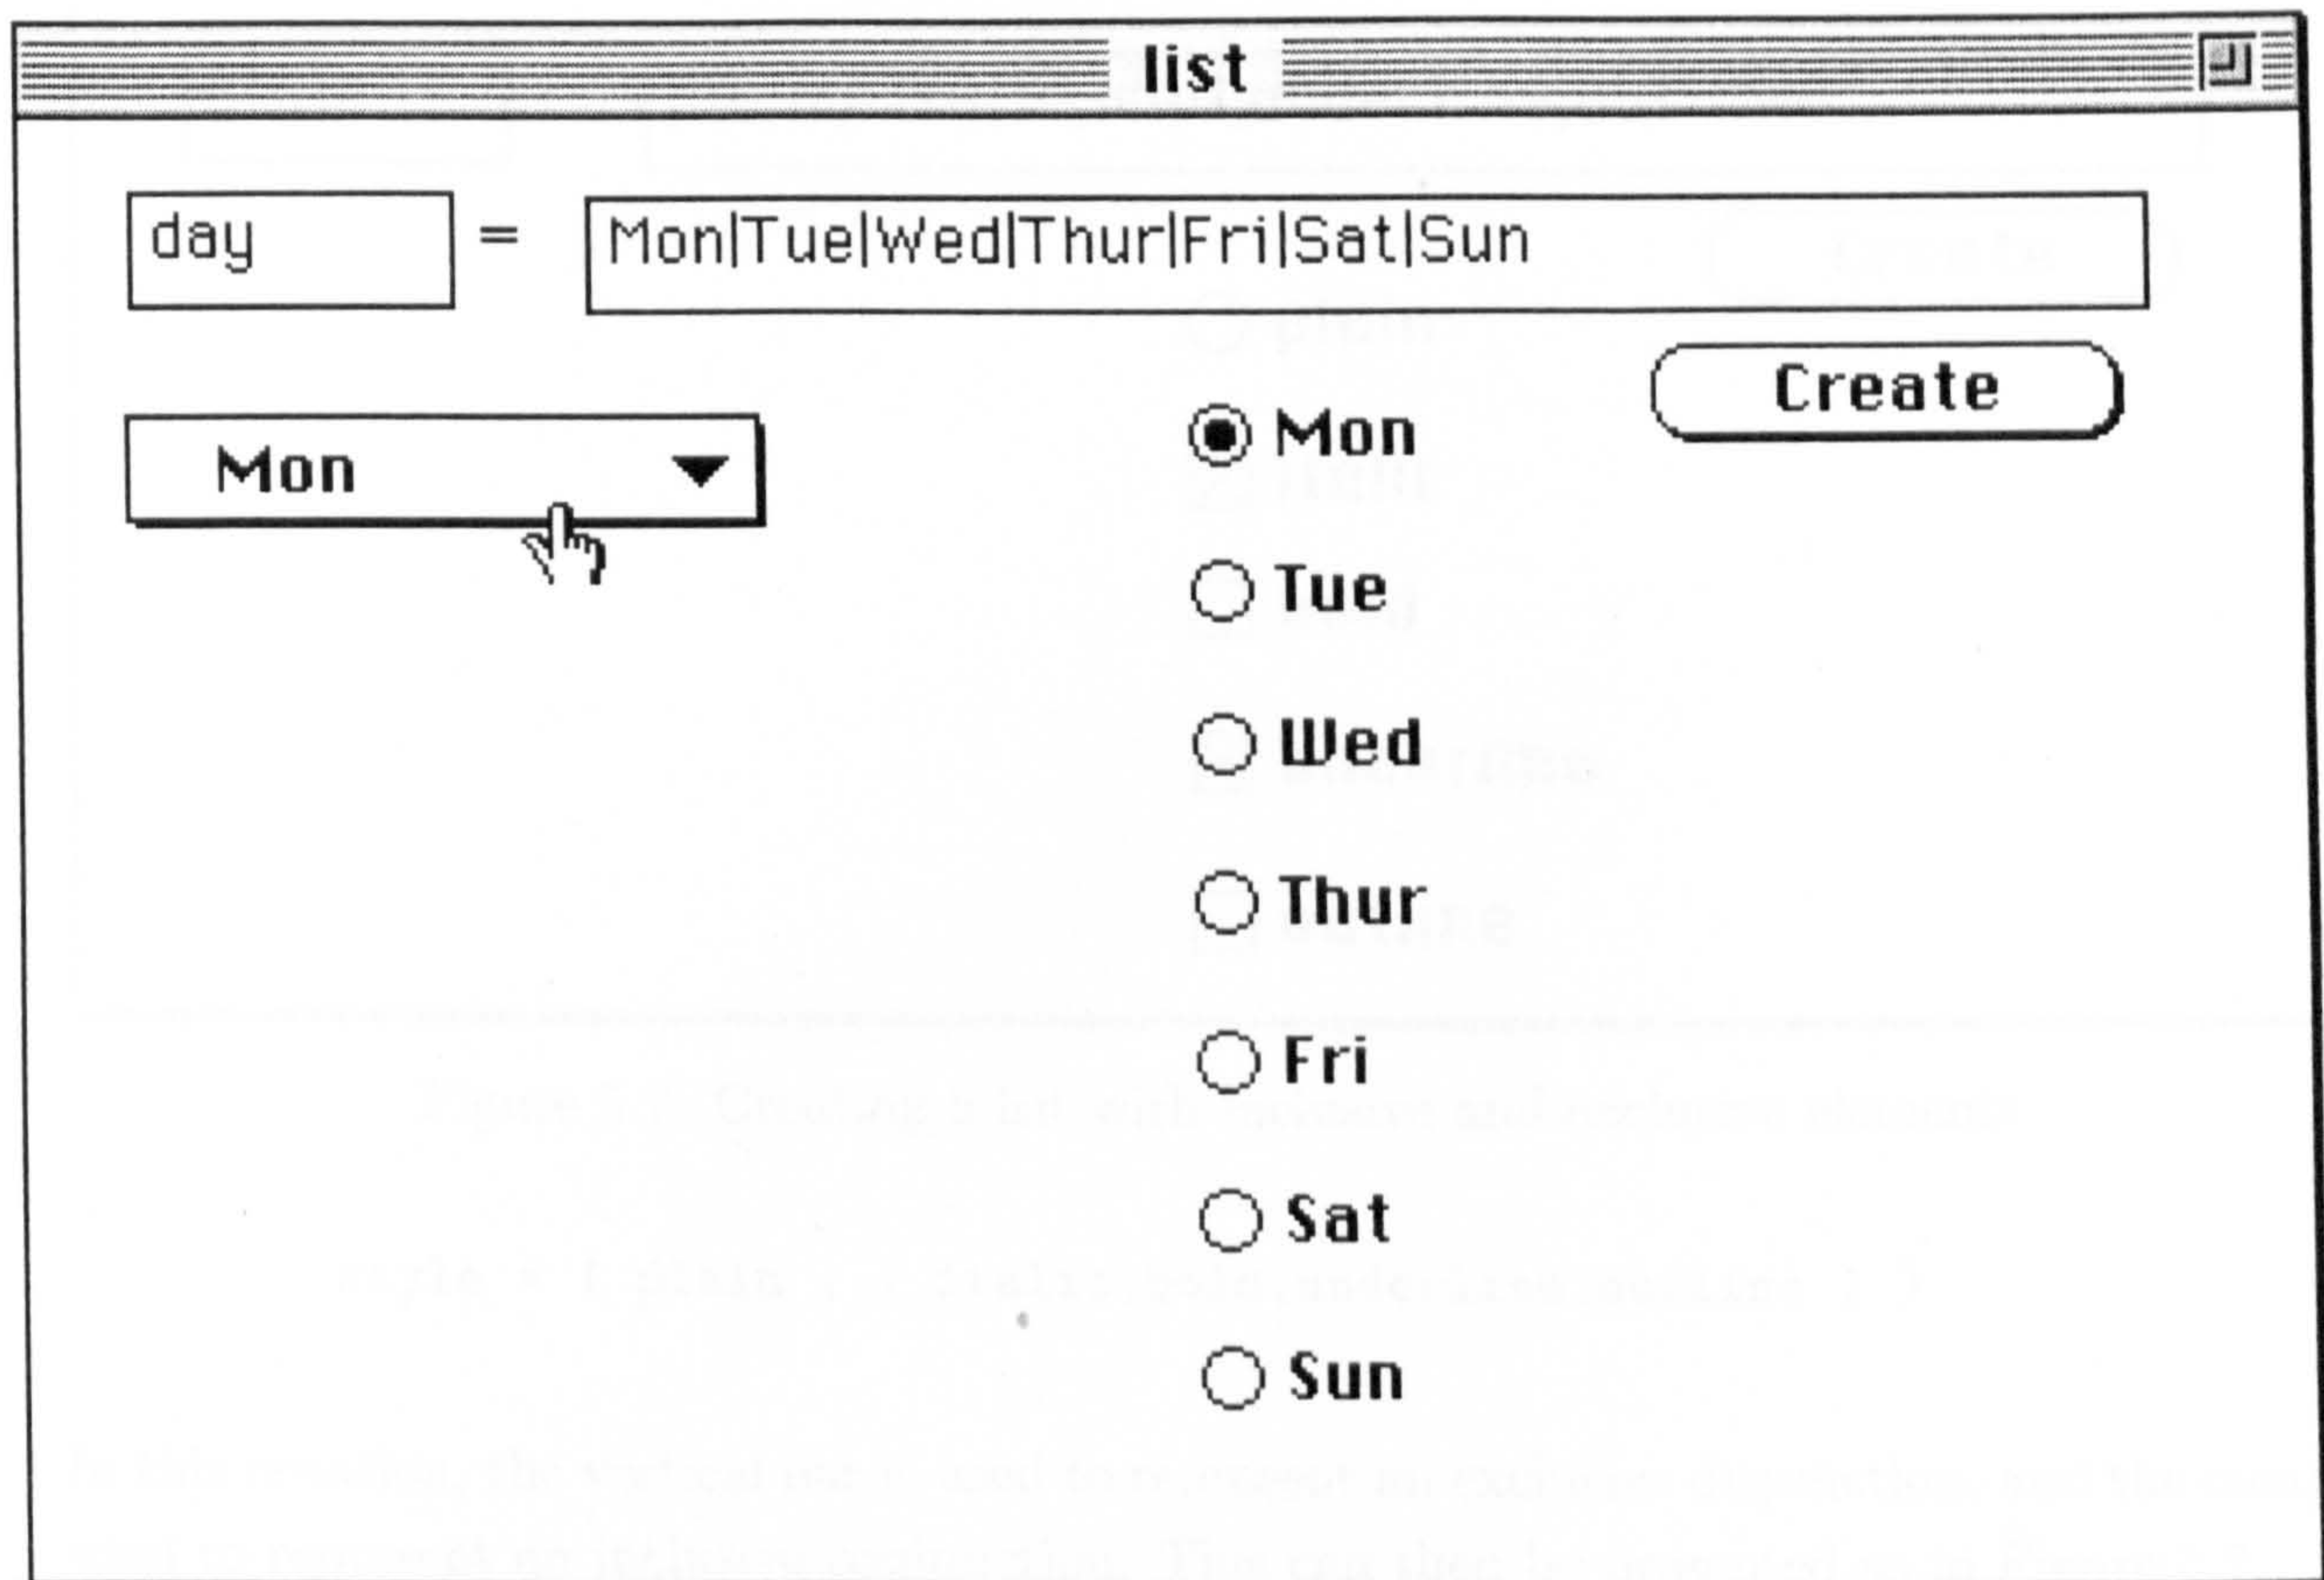 list
day = Mon|Tue|Wed|Thur|Fri|Sat|Sun
Create
Mon
Mon
Tue
Wed
Thur
Fri
Sat
Sun